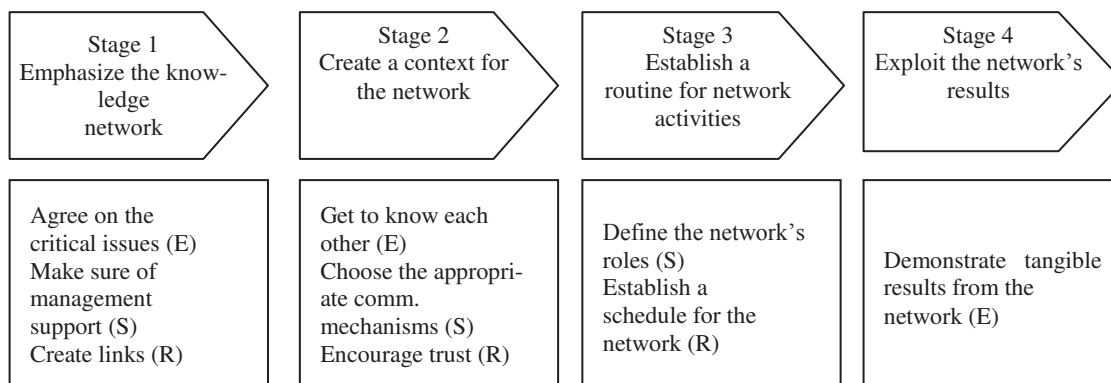 Stage 1
Emphasize the know-
ledge
network
Stage 2
Create a context for
the network
Stage 3
Establish a
routine for network
activities
Stage 4
Exploit the network's
results
Agree on the
critical issues (E)
Make sure of
management
support (S)
Create links (R)
Get to know each
other (E)
Choose the appropri-
ate comm.
mechanisms (S)
Encourage trust (R)
Define the network's
roles (S)
Establish a
schedule for the
network (R)
Demonstrate tangible
results from the
network (E)